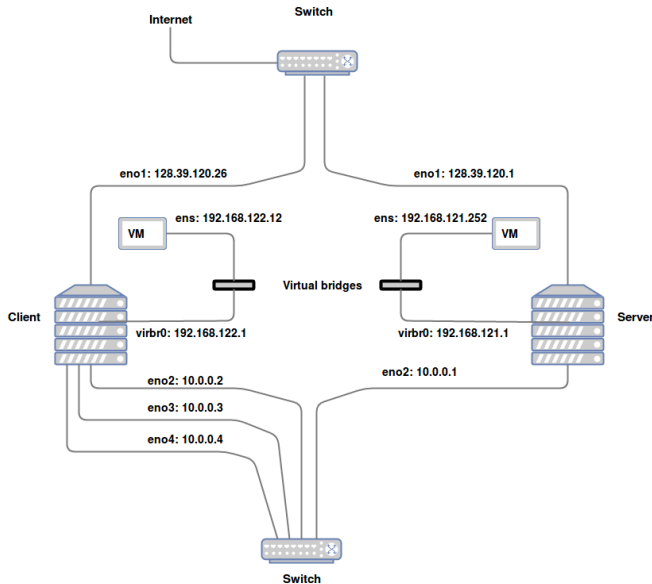 Switch
Internet
eno1: 128.39.120.26
eno1: 128.39.120.1
ens: 192.168.122.12
ens: 192.168.121.252
VM
VM
Virtual bridges
Client
Server
virbr0: 192.168.122.1
virbr0: 192.168.121.1
eno2: 10.0.0.2
eno2: 10.0.0.1
eno3: 10.0.0.3
eno4: 10.0.0.4
Switch